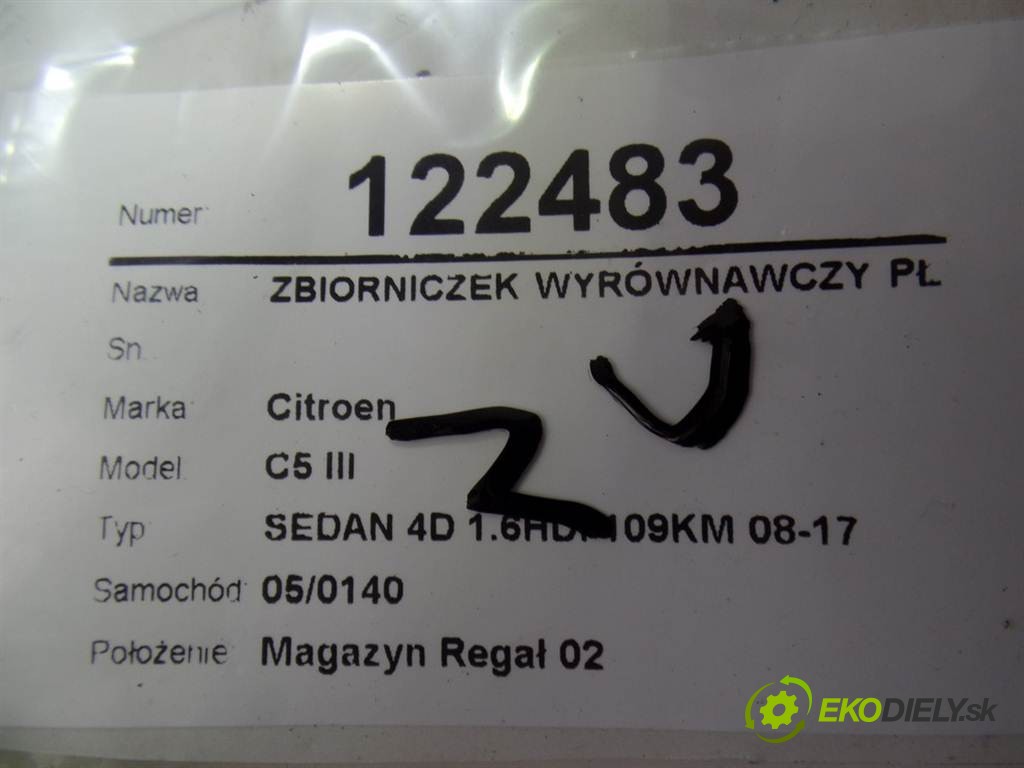 Numer: 122483
Nazwa ZBIORNICZEK WYRÓWNAWCZY PŁ
Sn
Marka Citroen
Model C5 III
Typ SEDAN 4D 1.6HDI 109KM 08-17
Samochód 05/0140
Położenie Magazyn Regał 02
EKODIELY.sk